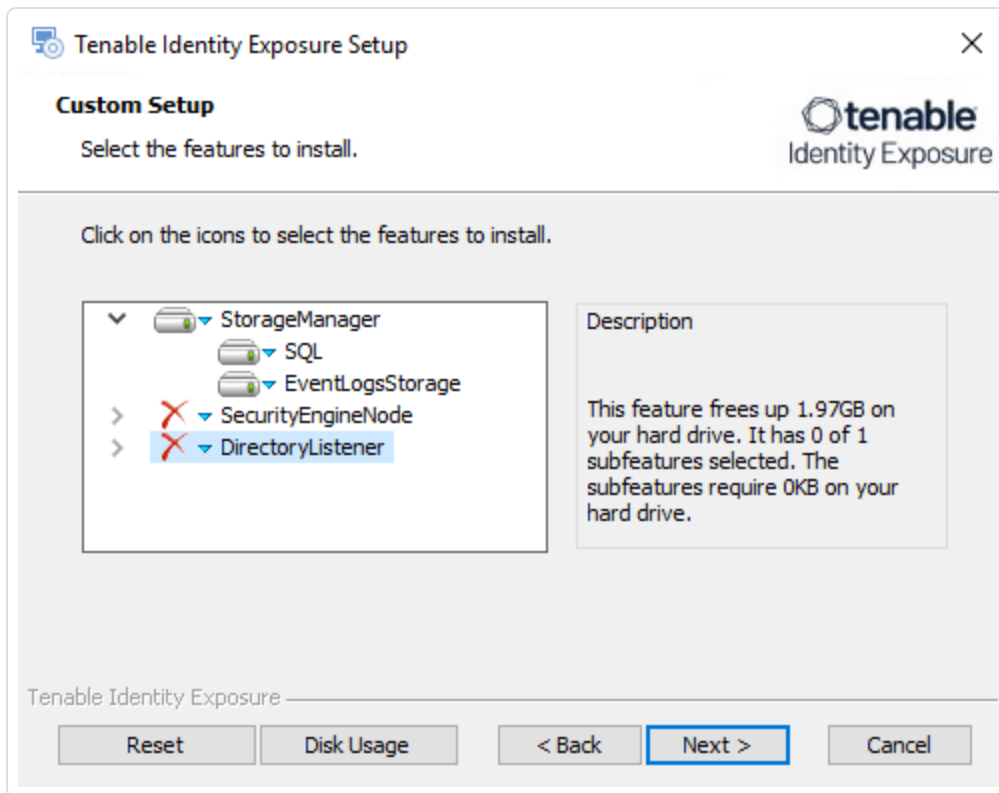 Tenable Identity Exposure Setup
Custom Setup
Select the features to install.
tenable
Identity Exposure
Click on the icons to select the features to install.
StorageManager
SQL
EventLogsStorage
SecurityEngineNode
DirectoryListener
Description
This feature frees up 1.97GB on
your hard drive. It has 0 of 1
subfeatures selected. The
subfeatures require 0KB on your
hard drive.
Tenable Identity Exposure
Reset
Disk Usage
< Back
Next >
Cancel